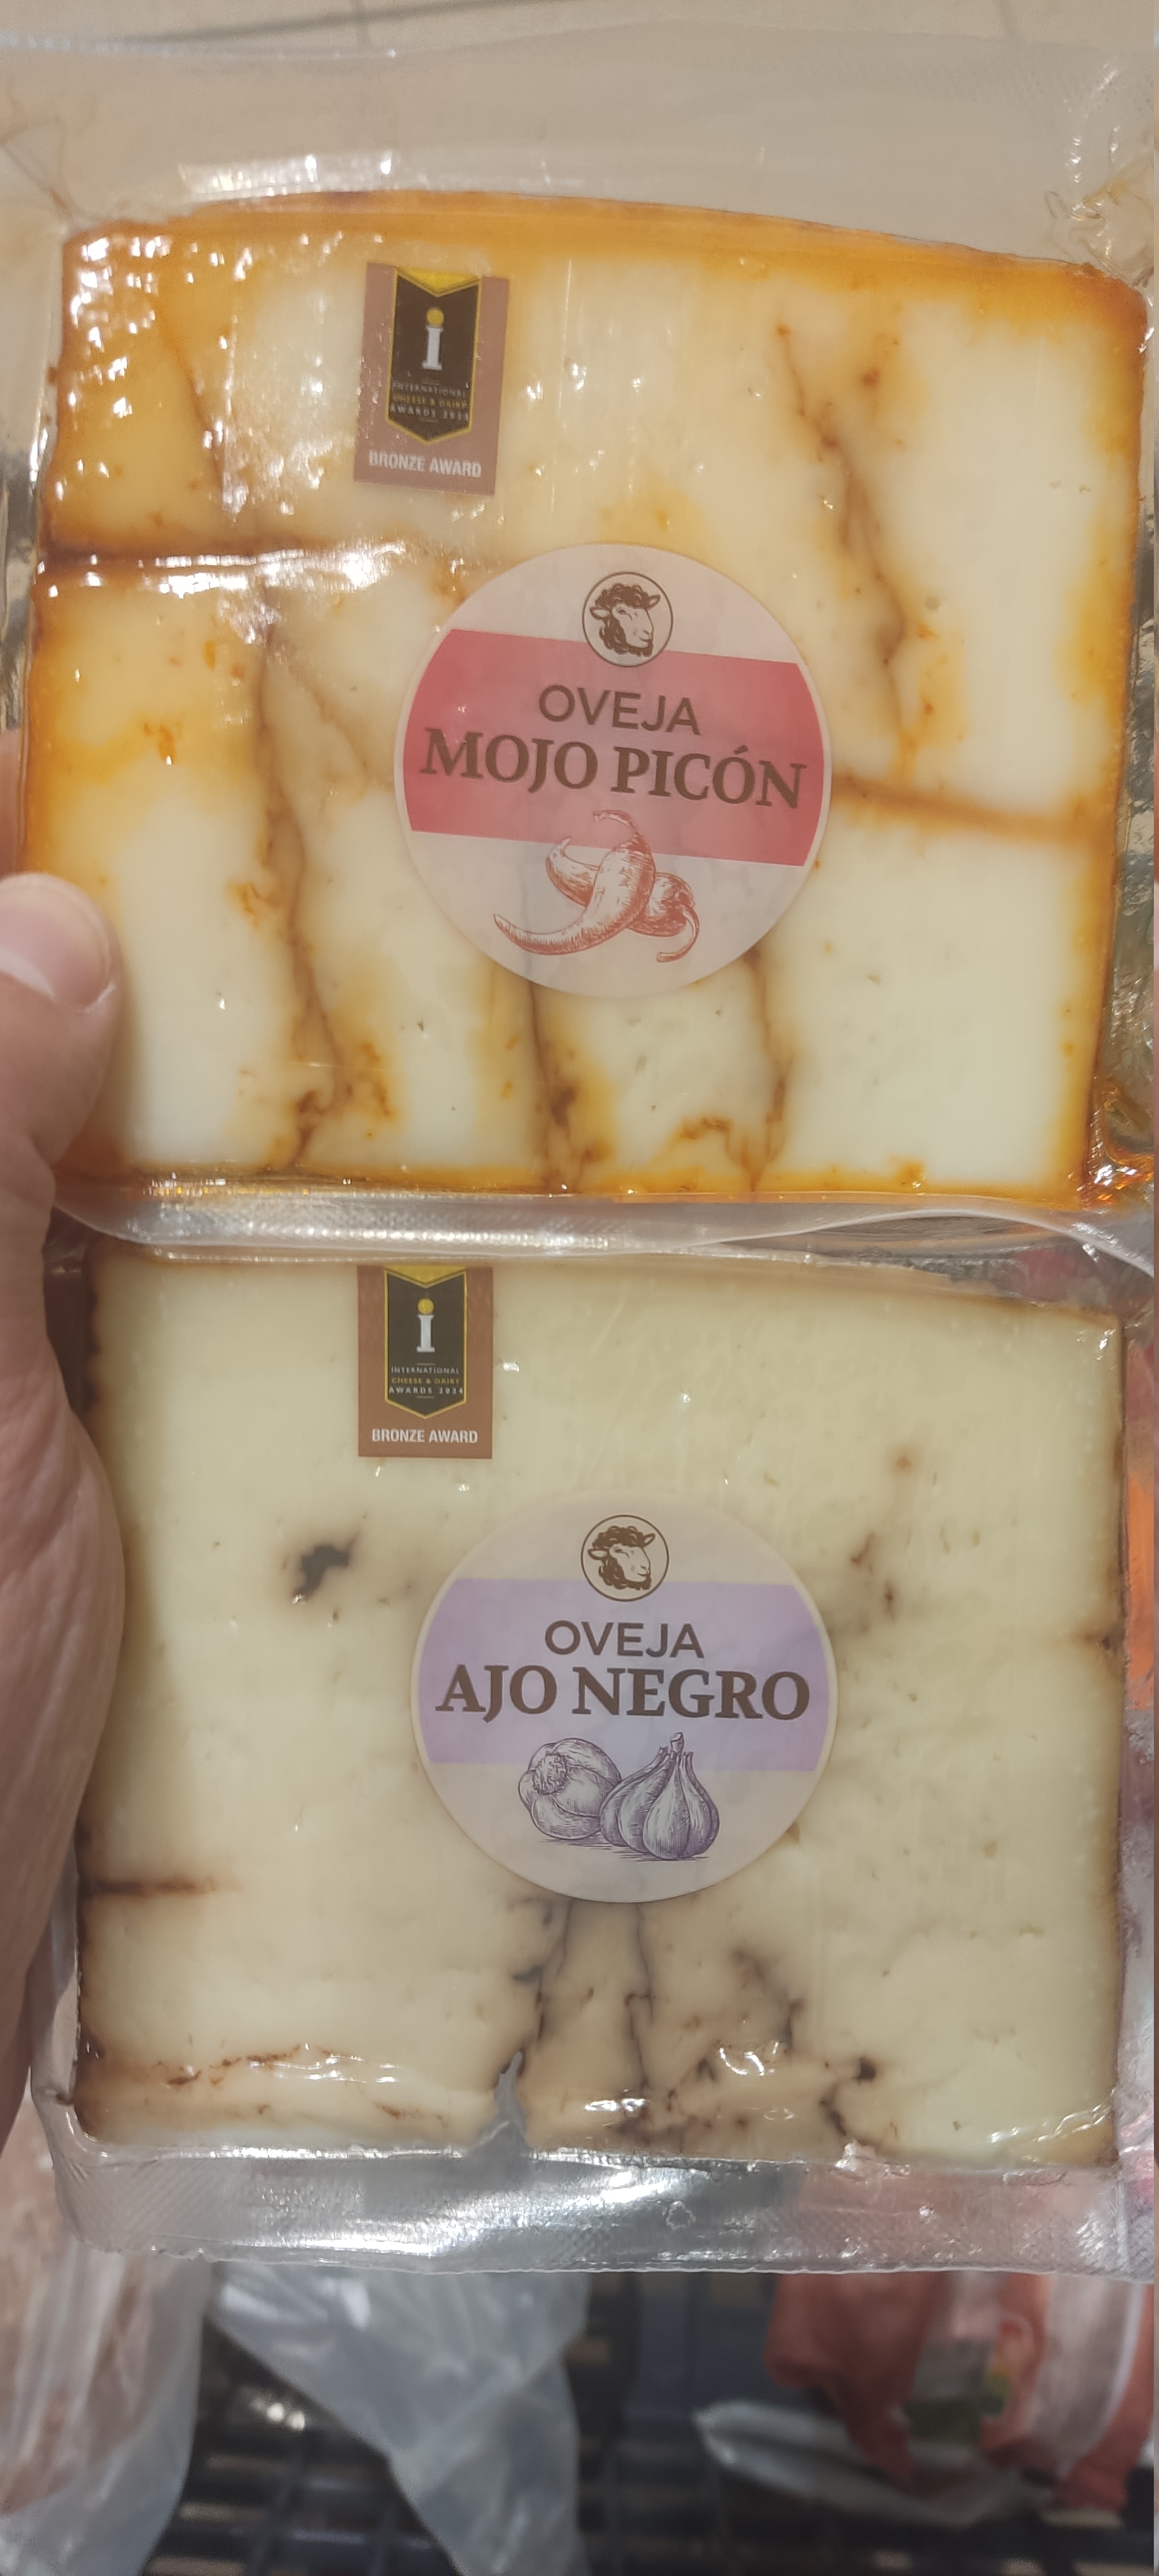 i
INTERNATIONAL
CHEESE & DAIRY
AWARDS 2024
BRONZE AWARD
OVEJA
MOJO PICÓN
i
INTERNATIONAL
CHEESE & DAIRY
AWARDS 2024
BRONZE AWARD
OVEJA
AJO NEGRO